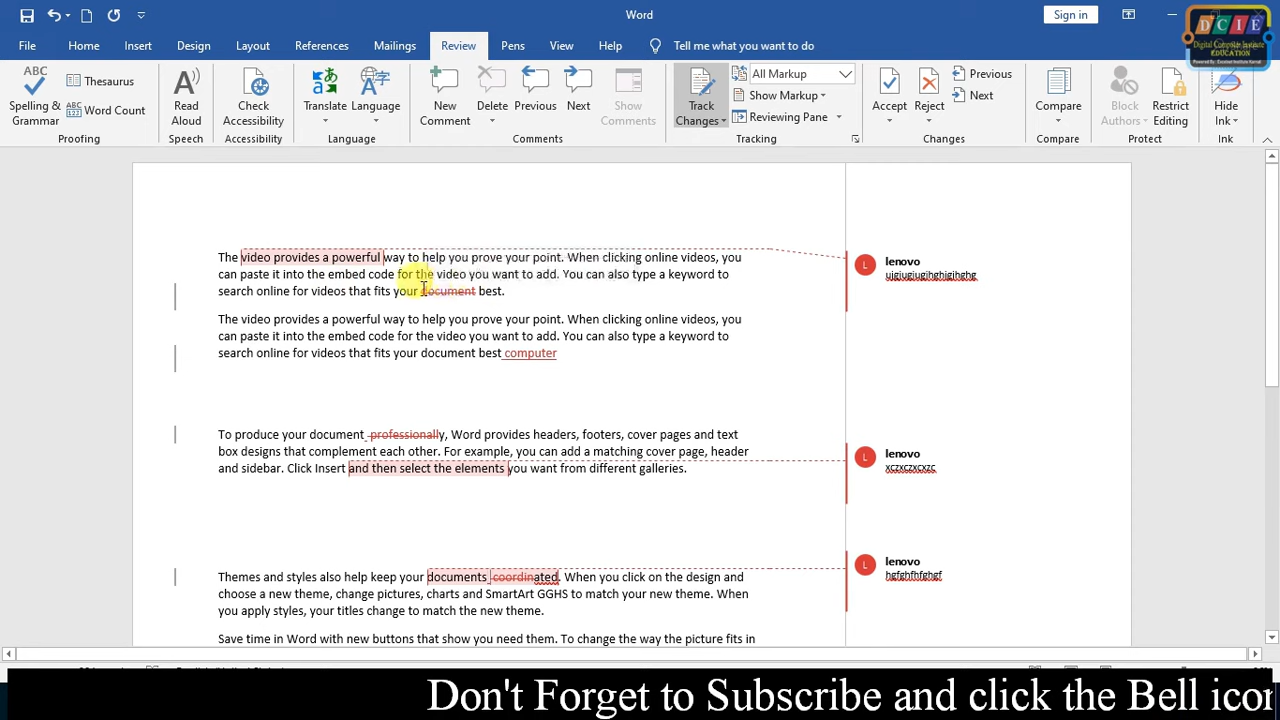 Word
Sign in
DCIE
Digital Computer Institute
EDUCATION
File Home Insert Design Layout References Mailings Review Pens View Help Tell me what you want to do
ABC
Spelling &
Grammar
Thesaurus
ABC
123
Word Count
Proofing
Read
Aloud
Speech
Check
Accessibility
Accessibility
Translate
Language
Language
New
Comment
Delete
Previous
Next
Show
Comments
Comments
Track
Changes
All Markup
Show Markup
Reviewing Pane
Tracking
Accept
Reject
Previous
Next
Changes
Compare
Compare
Block
Authors
Restrict
Editing
Protect
Hide
Ink
Ink
The video provides a powerful way to help you prove your point. When clicking online videos, you
can paste it into the embed code for the video you want to add. You can also type a keyword to
search online for videos that fits your document best.
L
lenovo
uigiugiugihghigihghg
The video provides a powerful way to help you prove your point. When clicking online videos, you
can paste it into the embed code for the video you want to add. You can also type a keyword to
search online for videos that fits your document best computer
To produce your document professionally, Word provides headers, footers, cover pages and text
box designs that complement each other. For example, you can add a matching cover page, header
and sidebar. Click Insert and then select the elements you want from different galleries.
L
lenovo
xczxczxcxzc
Themes and styles also help keep your documents coordinated. When you click on the design and
choose a new theme, change pictures, charts and SmartArt GGHS to match your new theme. When
you apply styles, your titles change to match the new theme.
L
lenovo
hgfghfhfghgf
Save time in Word with new buttons that show you need them. To change the way the picture fits in
Don't Forget to Subscribe and click the Bell icon